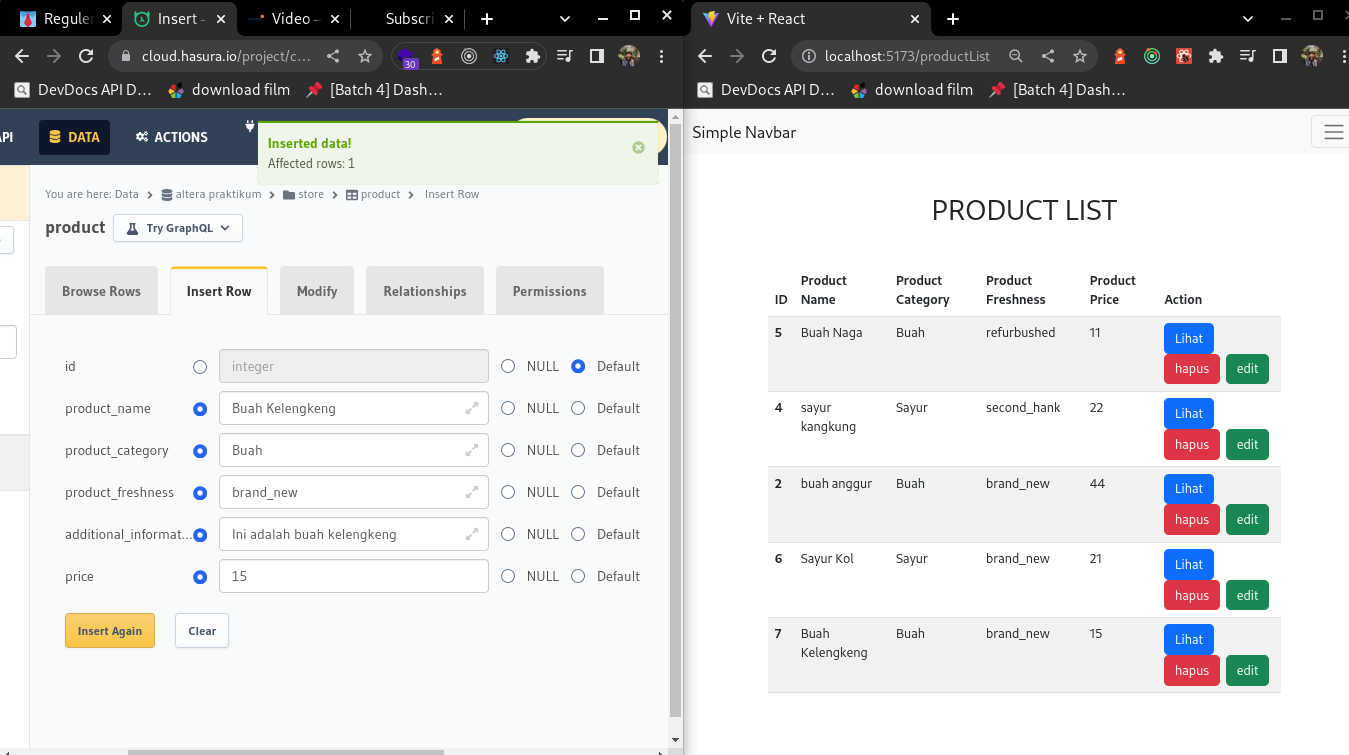 Reguler
Insert -
Video –
Subscri
cloud.hasura.io/project/c…
30
DevDocs API D…
download film
[Batch 4] Dash…
PI
DATA
ACTIONS
Inserted data!
Affected rows: 1
You are here: Data
altera praktikum
store
product
Insert Row
product
Try GraphQL
Browse Rows
Insert Row
Modify
Relationships
Permissions
id
integer
NULL
Default
product_name
Buah Kelengkeng
NULL
Default
product_category
Buah
NULL
Default
product_freshness
brand_new
NULL
Default
additional_informat…
Ini adalah buah kelengkeng
NULL
Default
price
15
NULL
Default
Insert Again
Clear
Vite + React
localhost:5173/productList
DevDocs API D…
download film
[Batch 4] Dash…
Simple Navbar
PRODUCT LIST
ID
Product
Name
Product
Category
Product
Freshness
Product
Price
Action
5
Buah Naga
Buah
refurbushed
11
Lihat
hapus
edit
4
sayur
kangkung
Sayur
second_hank
22
Lihat
hapus
edit
2
buah anggur
Buah
brand_new
44
Lihat
hapus
edit
6
Sayur Kol
Sayur
brand_new
21
Lihat
hapus
edit
7
Buah
Kelengkeng
Buah
brand_new
15
Lihat
hapus
edit